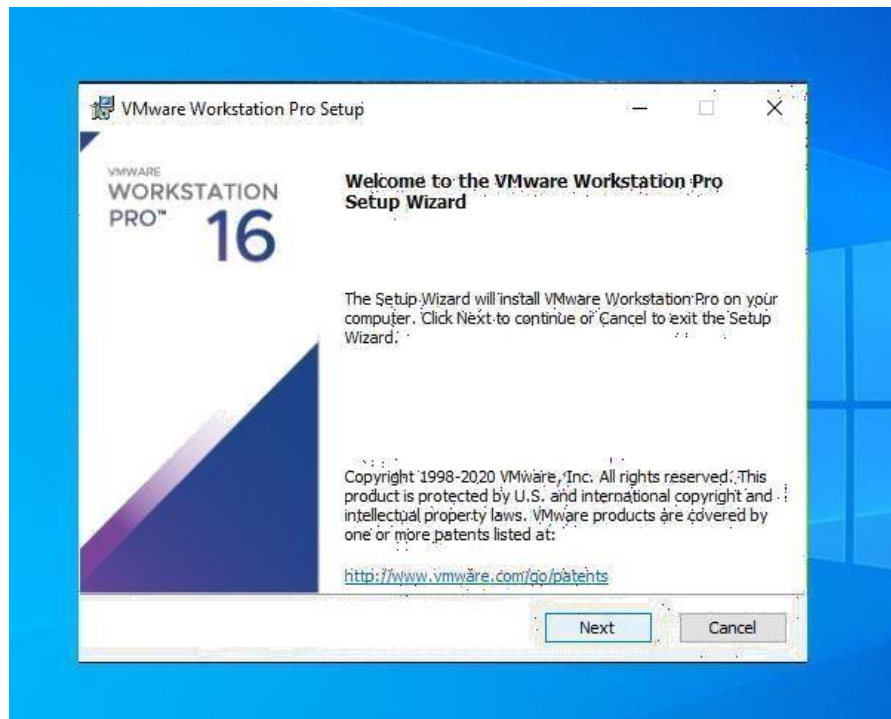 VMware Workstation Pro Setup
VMWARE
WORKSTATION
PRO™ 16
Welcome to the VMware Workstation Pro
Setup Wizard
The Setup Wizard will install VMware Workstation Pro on your
computer. Click Next to continue or Cancel to exit the Setup
Wizard.
Copyright 1998-2020 VMware, Inc. All rights reserved. This
product is protected by U.S. and international copyright and
intellectual property laws. VMware products are covered by
one or more patents listed at:
http://www.vmware.com/go/patents
Next Cancel